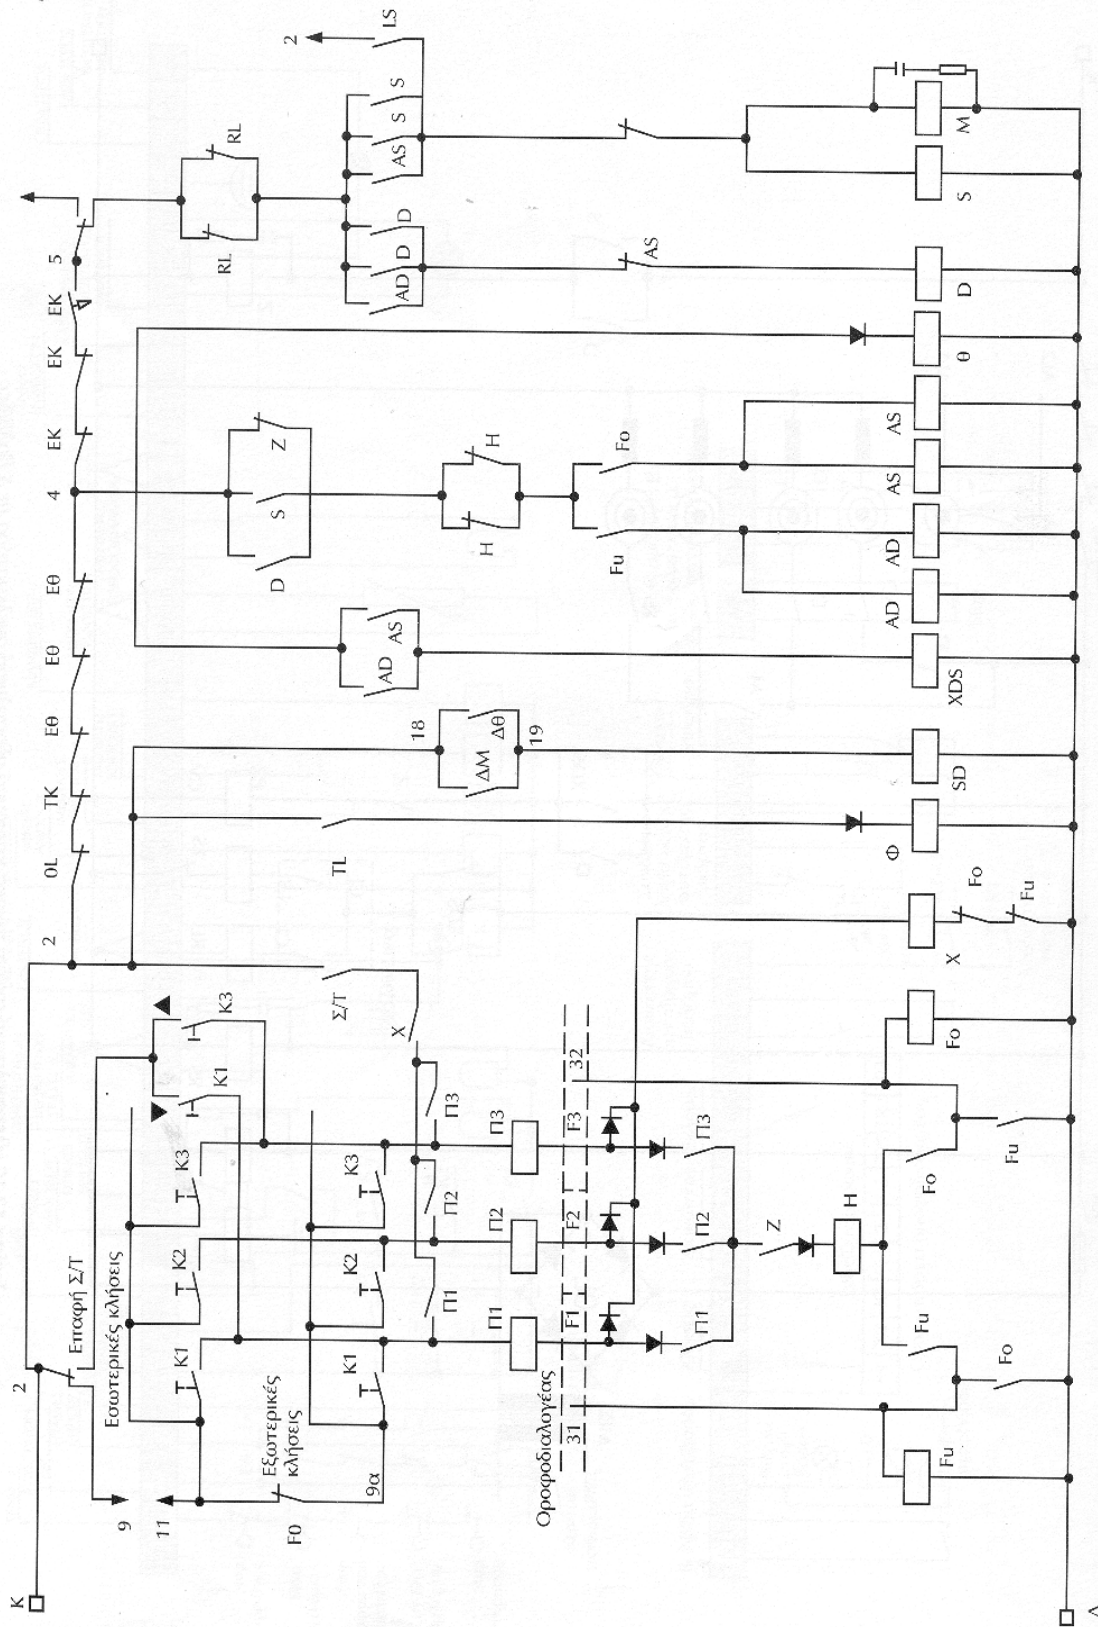 K
2
Επαφή Σ/Τ
2
OL
TK
Eθ
Eθ
Eθ
4
EK
EK
EK
5
9
11
Εσωτερικές κλήσεις
K1
K2
K3
K1
K3
F0
Εξωτερικές
κλήσεις
9α
K1
K2
K3
Σ/Τ
X
TL
18
ΔΜ
Δθ
19
AD
AS
D
S
Z
H
H
Fu
Fo
RL
RL
AD
D
D
AS
S
S
LS
2
AS
Π1
Π2
Π3
Π1
Π2
Π3
Οροφοδιαλογέας
31
F1
F2
F3
32
Π1
Π2
Π3
Z
H
Fu
Fo
Fu
Fo
Fo
Fu
Fo
X
Fo
Fu
Φ
SD
XDS
AD
AD
AS
AS
θ
D
S
M